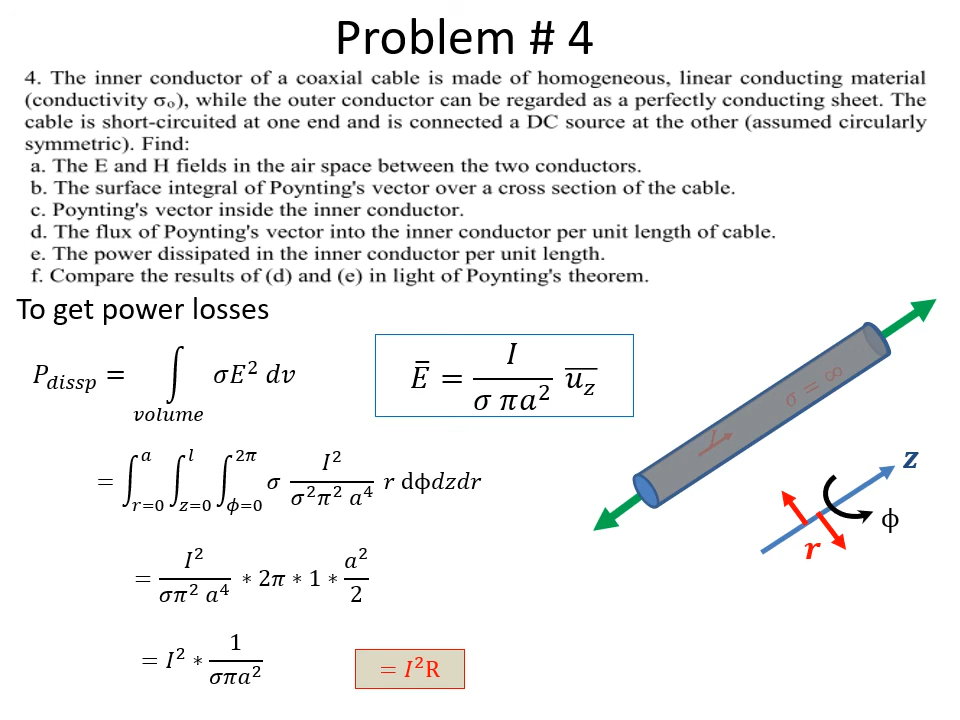 Problem # 4
4. The inner conductor of a coaxial cable is made of homogeneous, linear conducting material
(conductivity σₒ), while the outer conductor can be regarded as a perfectly conducting sheet. The
cable is short-circuited at one end and is connected a DC source at the other (assumed circularly
symmetric). Find:
a. The E and H fields in the air space between the two conductors.
b. The surface integral of Poynting's vector over a cross section of the cable.
c. Poynting's vector inside the inner conductor.
d. The flux of Poynting's vector into the inner conductor per unit length of cable.
e. The power dissipated in the inner conductor per unit length.
f. Compare the results of (d) and (e) in light of Poynting's theorem.
To get power losses
P_dissp = ∫_volume σE² dv
Ē = I / (σ πa²) u̅_z
= ∫_{r=0}^{a} ∫_{z=0}^{l} ∫_{ϕ=0}^{2π} σ I² / (σ²π² a⁴) r dϕdzdr
= I² / (σπ² a⁴) * 2π * 1 * a²/2
= I² * 1 / (σπa²)
= I²R
σ = ∞
I
z
ϕ
r